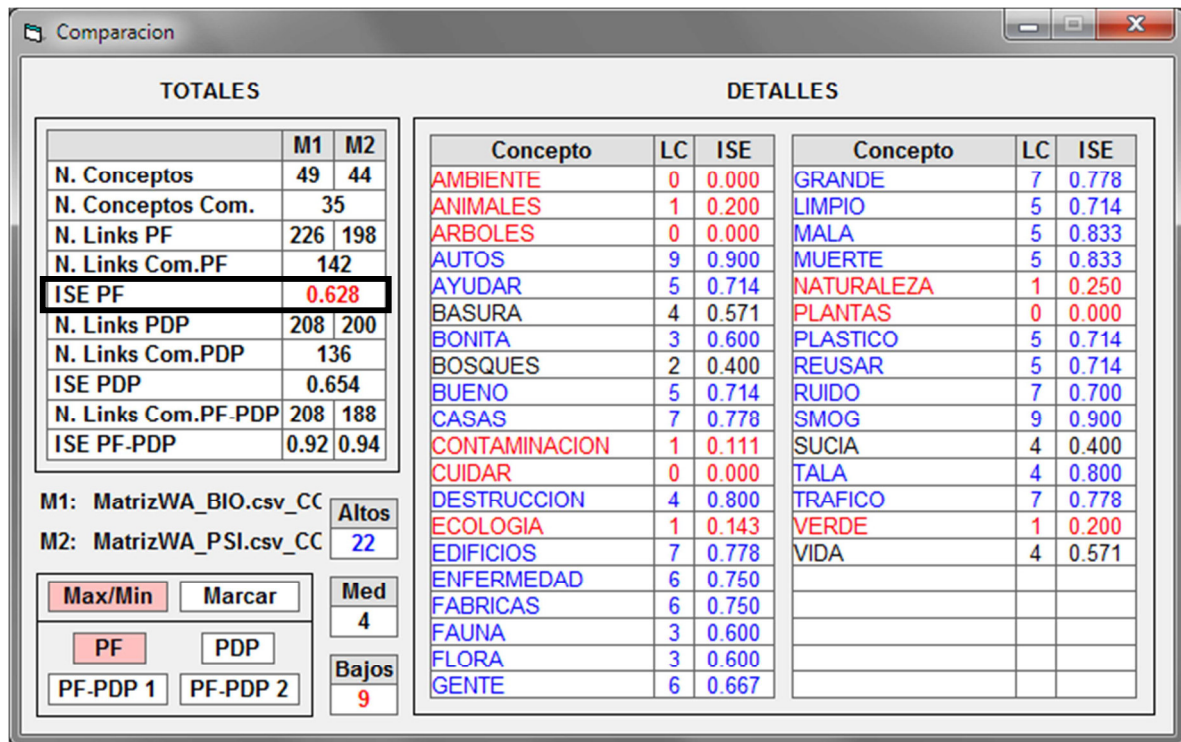 Comparacion
TOTALES
M1 M2
N. Conceptos 49 44
N. Conceptos Com. 35
N. Links PF 226 198
N. Links Com.PF 142
ISE PF 0.628
N. Links PDP 208 200
N. Links Com.PDP 136
ISE PDP 0.654
N. Links Com.PF-PDP 208 188
ISE PF-PDP 0.92 0.94
M1: MatrizWA_BIO.csv_CC
M2: MatrizWA_PSI.csv_CC
Altos
22
Med
4
Bajos
9
Max/Min Marcar
PF PDP
PF-PDP 1 PF-PDP 2
DETALLES
Concepto LC ISE
AMBIENTE 0 0.000
ANIMALES 1 0.200
ARBOLES 0 0.000
AUTOS 9 0.900
AYUDAR 5 0.714
BASURA 4 0.571
BONITA 3 0.600
BOSQUES 2 0.400
BUENO 5 0.714
CASAS 7 0.778
CONTAMINACION 1 0.111
CUIDAR 0 0.000
DESTRUCCION 4 0.800
ECOLOGIA 1 0.143
EDIFICIOS 7 0.778
ENFERMEDAD 6 0.750
FABRICAS 6 0.750
FAUNA 3 0.600
FLORA 3 0.600
GENTE 6 0.667
Concepto LC ISE
GRANDE 7 0.778
LIMPIO 5 0.714
MALA 5 0.833
MUERTE 5 0.833
NATURALEZA 1 0.250
PLANTAS 0 0.000
PLASTICO 5 0.714
REUSAR 5 0.714
RUIDO 7 0.700
SMOG 9 0.900
SUCIA 4 0.400
TALA 4 0.800
TRAFICO 7 0.778
VERDE 1 0.200
VIDA 4 0.571